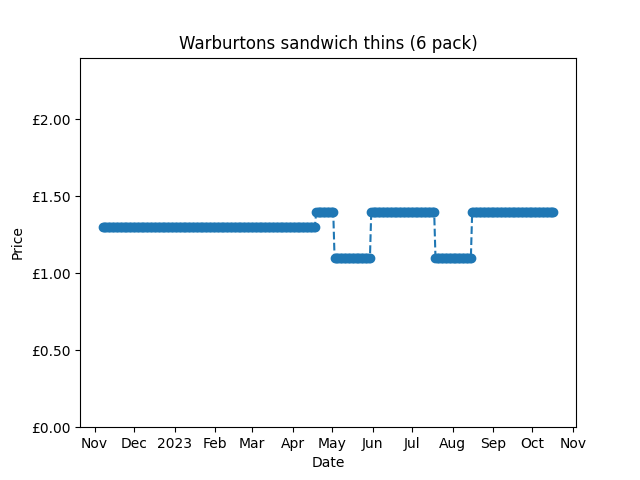 Warburtons sandwich thins (6 pack)
£2.00
£1.50
£1.00
£0.50
£0.00
Price
Nov Dec 2023 Feb Mar Apr May Jun Jul Aug Sep Oct Nov
Date